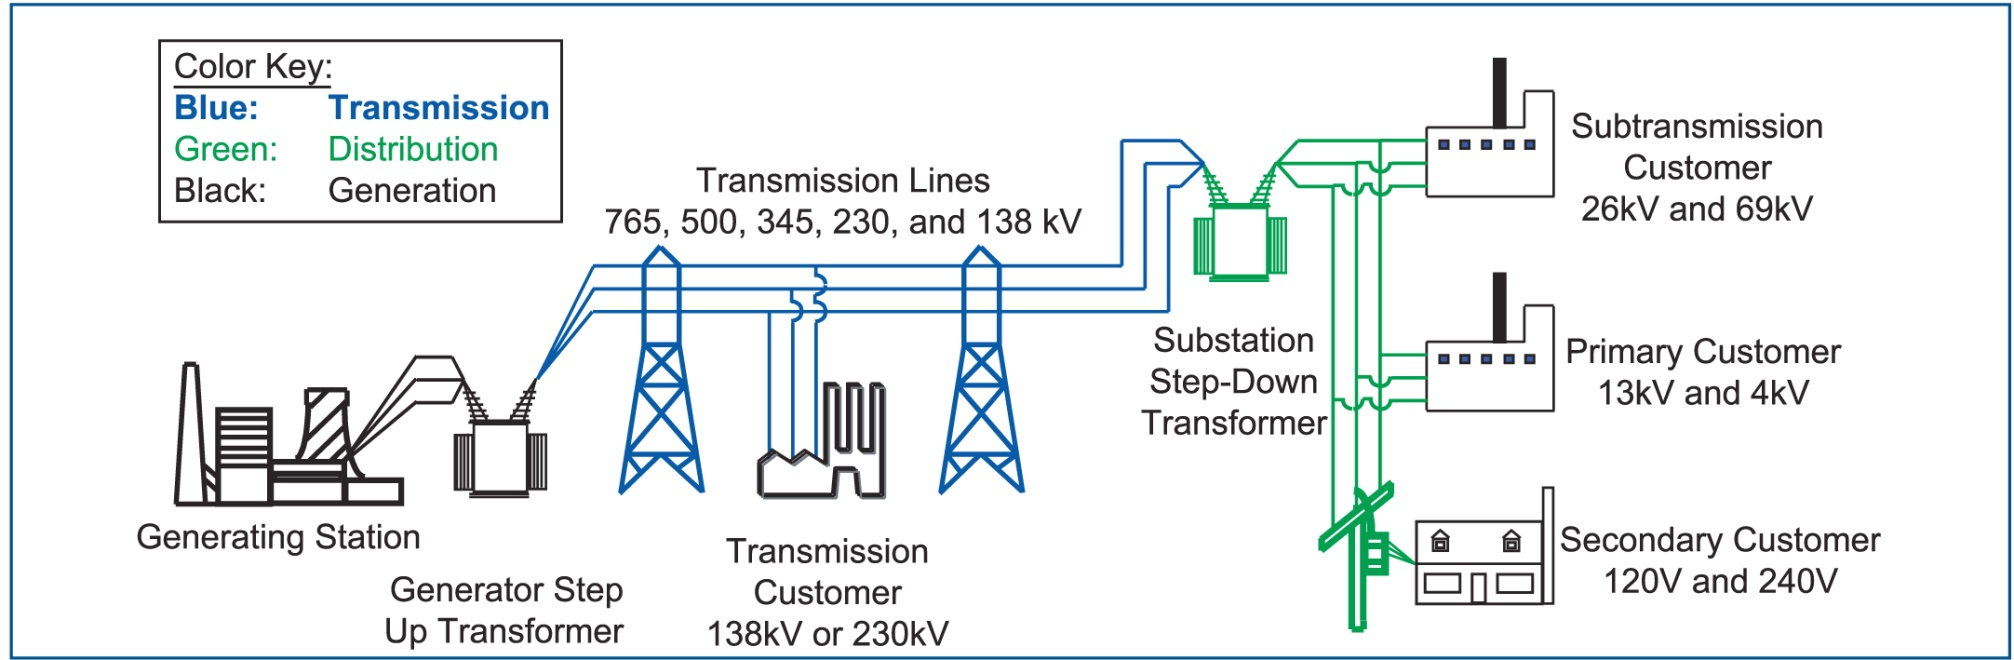 Color Key:
Blue: Transmission
Green: Distribution
Black: Generation
Transmission Lines
765, 500, 345, 230, and 138 kV
Subtransmission
Customer
26kV and 69kV
Substation
Step-Down
Transformer
Primary Customer
13kV and 4kV
Generating Station
Generator Step
Up Transformer
Transmission
Customer
138kV or 230kV
Secondary Customer
120V and 240V